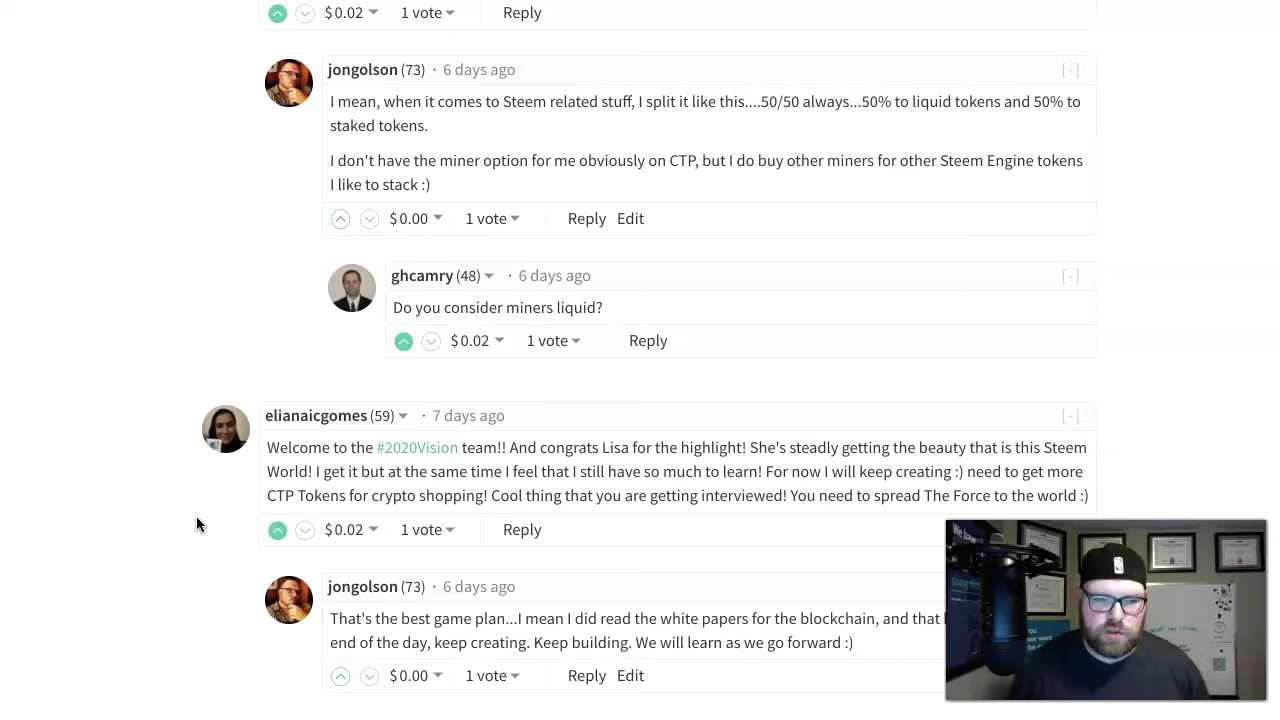 $0.02 1 vote Reply
jongolson (73) · 6 days ago [-]
I mean, when it comes to Steem related stuff, I split it like this....50/50 always...50% to liquid tokens and 50% to
staked tokens.
I don't have the miner option for me obviously on CTP, but I do buy other miners for other Steem Engine tokens
I like to stack :)
$0.00 1 vote Reply Edit
ghcamry (48) · 6 days ago [-]
Do you consider miners liquid?
$0.02 1 vote Reply
elianaicgomes (59) · 7 days ago [-]
Welcome to the #2020Vision team!! And congrats Lisa for the highlight! She's steadily getting the beauty that is this Steem
World! I get it but at the same time I feel that I still have so much to learn! For now I will keep creating :) need to get more
CTP Tokens for crypto shopping! Cool thing that you are getting interviewed! You need to spread The Force to the world :)
$0.02 1 vote Reply
We have
jongolson (73) · 6 days ago
That's the best game plan...I mean I did read the white papers for the blockchain, and that
end of the day, keep creating. Keep building. We will learn as we go forward :)
$0.00 1 vote Reply Edit